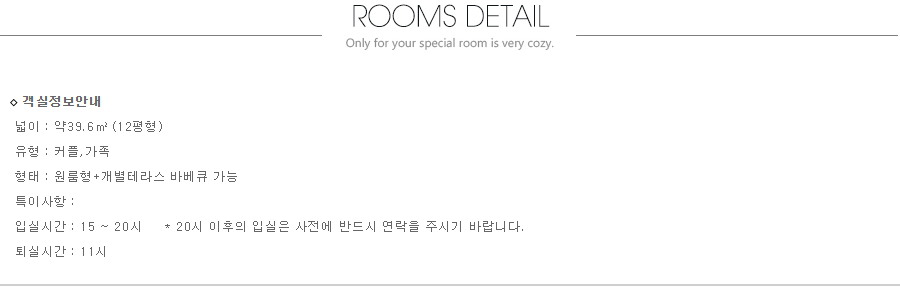 ROOMS DETAIL
Only for your special room is very cozy.
◇ 객실정보안내
넓이 : 약39.6㎡ (12평형)
유형 : 커플,가족
형태 : 원룸형+개별테라스 바베큐 가능
특이사항 :
입실시간 : 15 ~ 20시 * 20시 이후의 입실은 사전에 반드시 연락을 주시기 바랍니다.
퇴실시간 : 11시